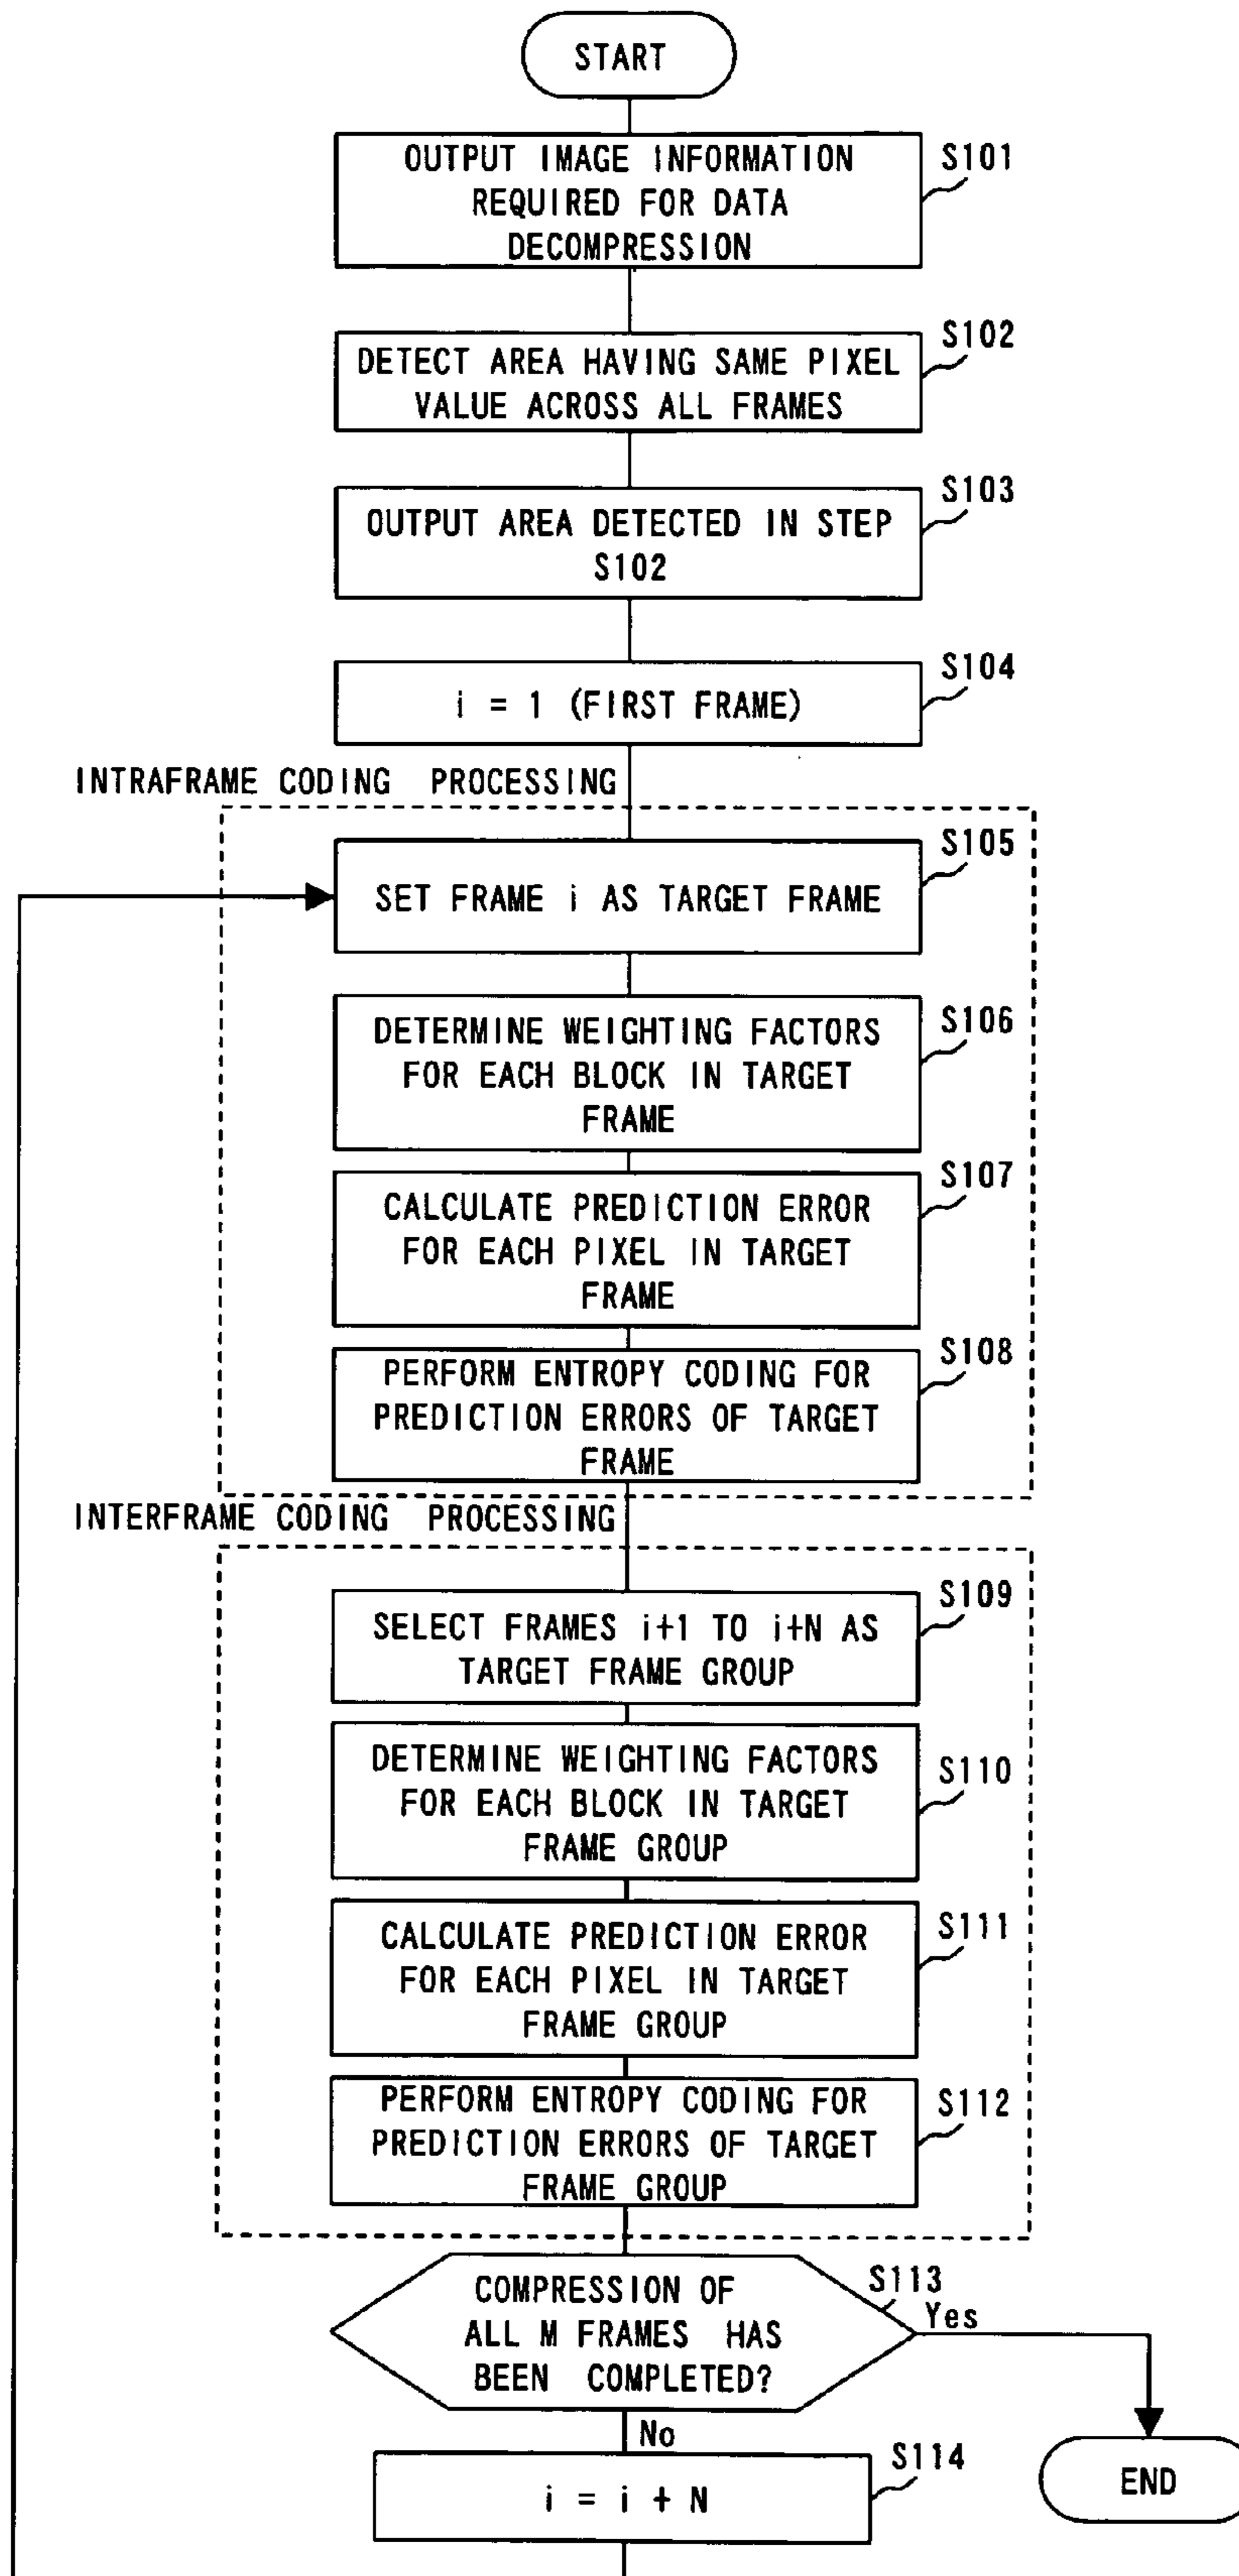 START
OUTPUT IMAGE INFORMATION
REQUIRED FOR DATA
DECOMPRESSION
S101
DETECT AREA HAVING SAME PIXEL
VALUE ACROSS ALL FRAMES
S102
OUTPUT AREA DETECTED IN STEP
S102
S103
i = 1 (FIRST FRAME)
S104
INTRAFRAME CODING PROCESSING
SET FRAME i AS TARGET FRAME
S105
DETERMINE WEIGHTING FACTORS
FOR EACH BLOCK IN TARGET
FRAME
S106
CALCULATE PREDICTION ERROR
FOR EACH PIXEL IN TARGET
FRAME
S107
PERFORM ENTROPY CODING FOR
PREDICTION ERRORS OF TARGET
FRAME
S108
INTERFRAME CODING PROCESSING
SELECT FRAMES i+1 TO i+N AS
TARGET FRAME GROUP
S109
DETERMINE WEIGHTING FACTORS
FOR EACH BLOCK IN TARGET
FRAME GROUP
S110
CALCULATE PREDICTION ERROR
FOR EACH PIXEL IN TARGET
FRAME GROUP
S111
PERFORM ENTROPY CODING FOR
PREDICTION ERRORS OF TARGET
FRAME GROUP
S112
COMPRESSION OF
ALL M FRAMES HAS
BEEN COMPLETED?
S113
Yes
No
i = i + N
S114
END